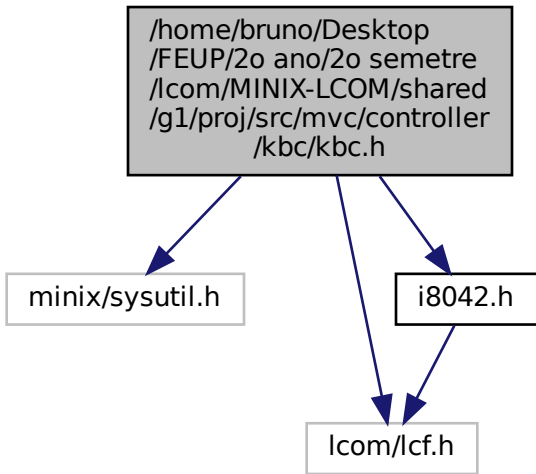 /home/bruno/Desktop
/FEUP/2o ano/2o semetre
/lcom/MINIX-LCOM/shared
/g1/proj/src/mvc/controller
/kbc/kbc.h
minix/sysutil.h
i8042.h
lcom/lcf.h